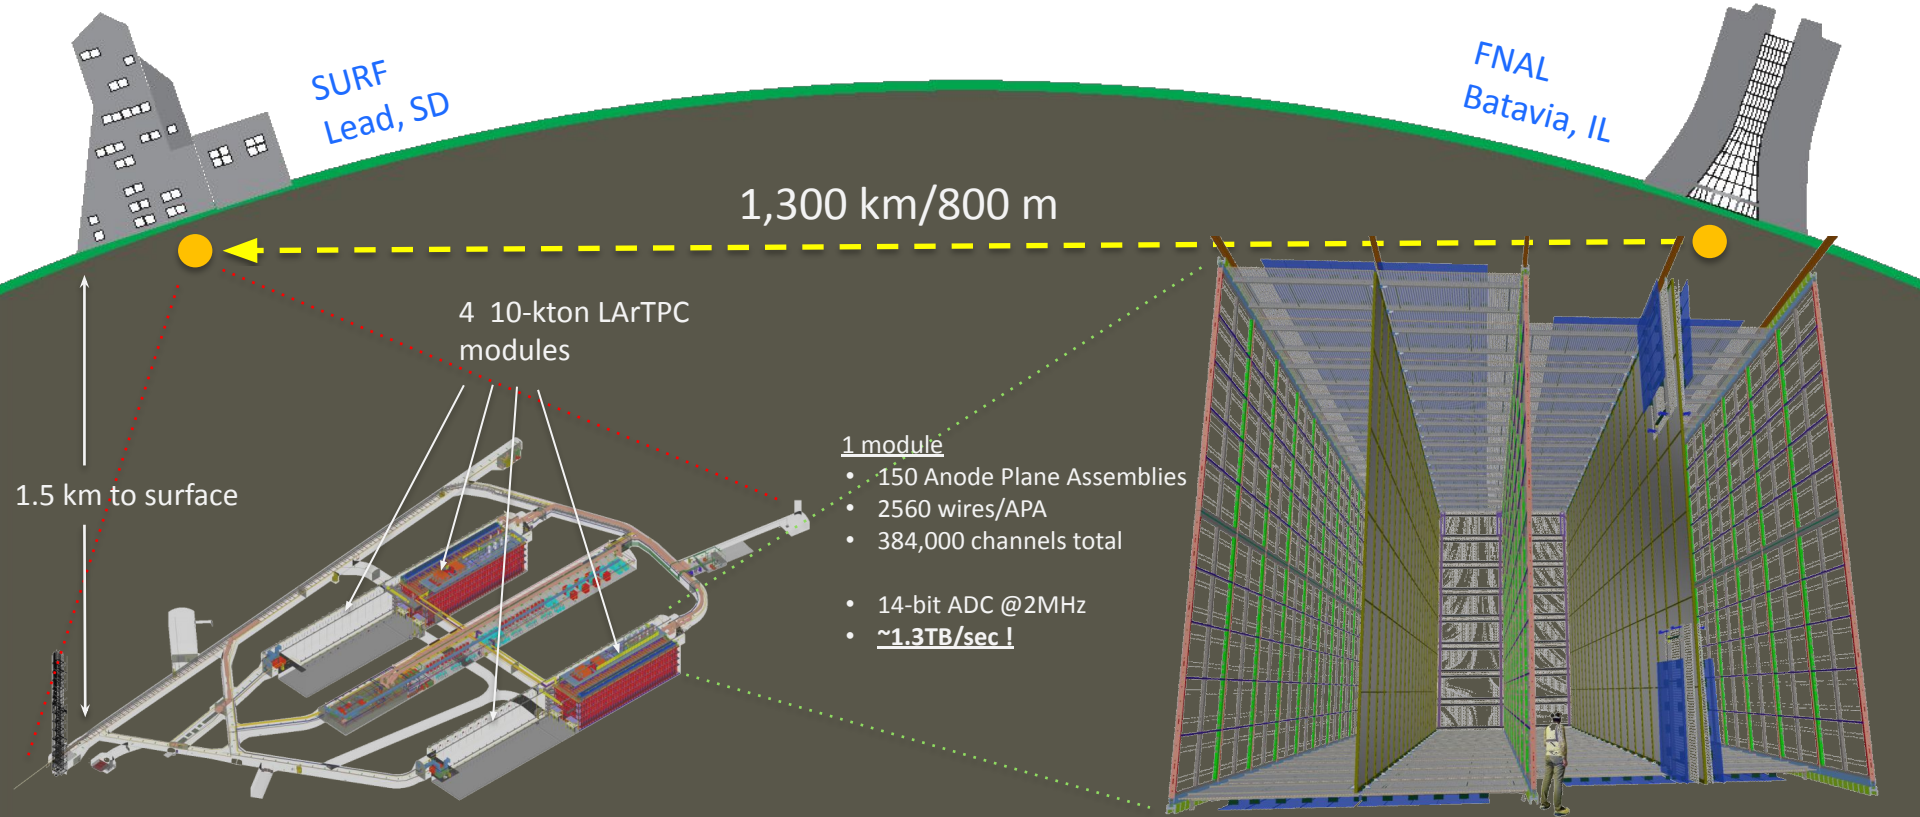 SURF
Lead, SD
FNAL
Batavia, IL
1,300 km/800 m
4  10-kton LArTPC
modules
1.5 km to surface
1 module
• 150 Anode Plane Assemblies
• 2560 wires/APA
• 384,000 channels total
• 14-bit ADC @2MHz
• ~1.3TB/sec !